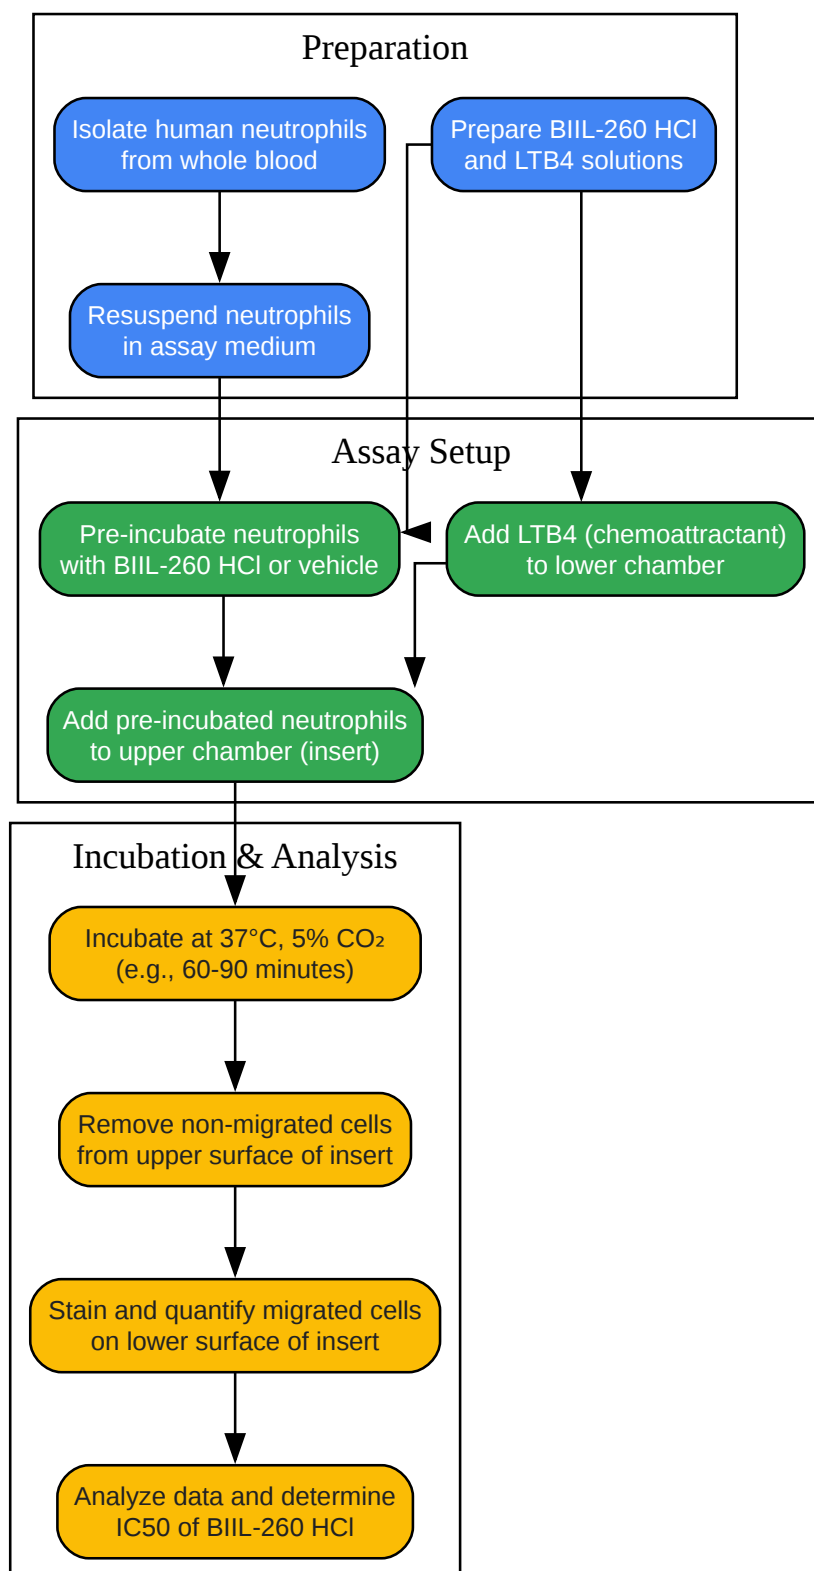 Preparation
Isolate human neutrophils
from whole blood
Prepare BIIL-260 HCl
and LTB4 solutions
Resuspend neutrophils
in assay medium
Assay Setup
Pre-incubate neutrophils
with BIIL-260 HCl or vehicle
Add LTB4 (chemoattractant)
to lower chamber
Add pre-incubated neutrophils
to upper chamber (insert)
Incubation & Analysis
Incubate at 37°C, 5% CO₂
(e.g., 60-90 minutes)
Remove non-migrated cells
from upper surface of insert
Stain and quantify migrated cells
on lower surface of insert
Analyze data and determine
IC50 of BIIL-260 HCl